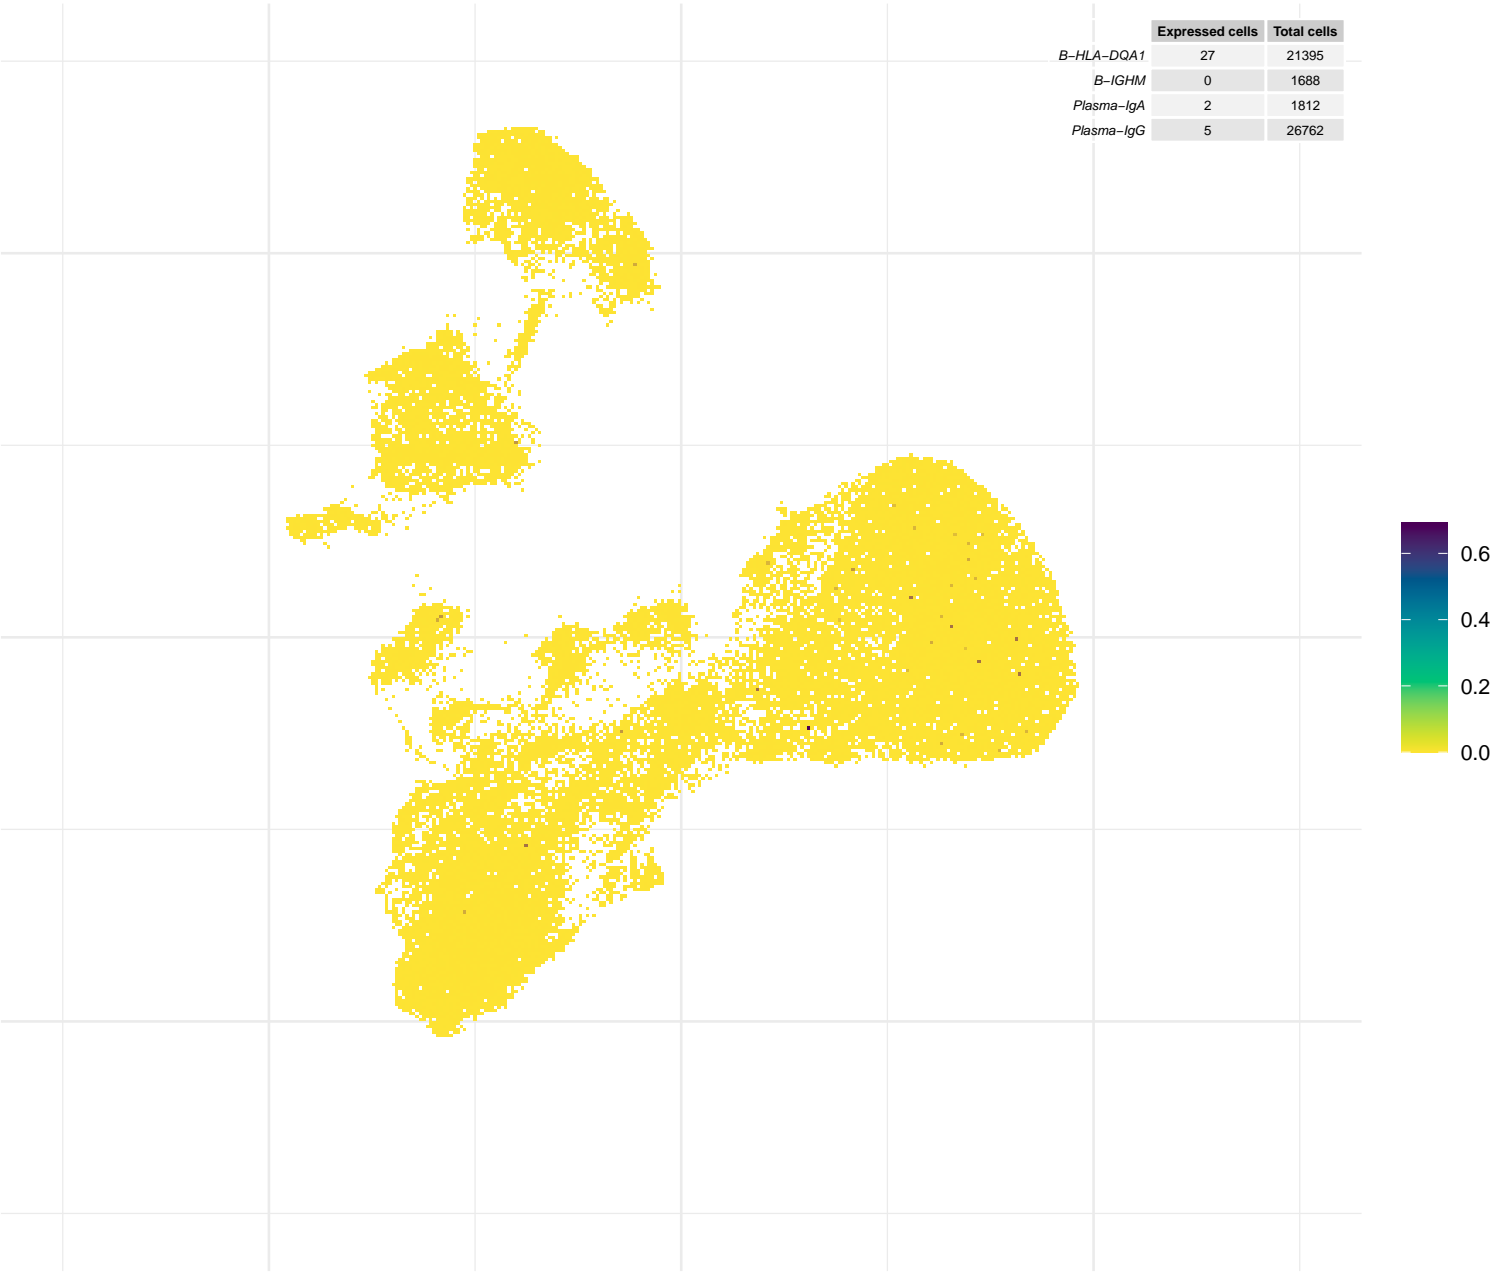 Expressed cells Total cells
B−HLA−DQA1 27 21395
B−IGHM 0 1688
Plasma−IgA 2 1812
Plasma−IgG 5 26762
0.6
0.4
0.2
0.0